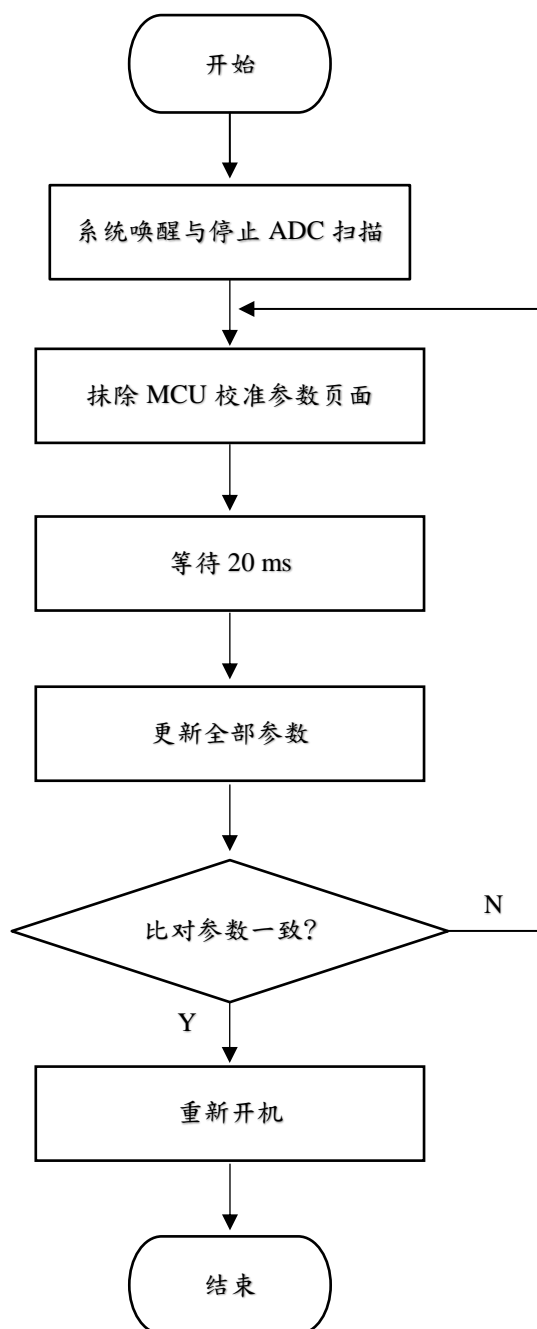 开始
系统唤醒与停止 ADC 扫描
抹除 MCU 校准参数页面
等待 20 ms
更新全部参数
比对参数一致?
N
Y
重新开机
结束